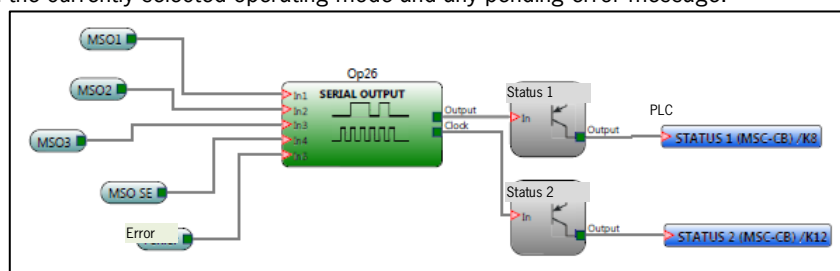 the currently selected operating mode and any pending error message.
MSO1
MSO2
MSO3
MSO SE
Error
Op26
SERIAL OUTPUT
In1
In2
In3
In4
In5
Output
Clock
Status 1
In
Output
PLC
STATUS 1 (MSC-CB) /K8
Status 2
In
Output
STATUS 2 (MSC-CB) /K12